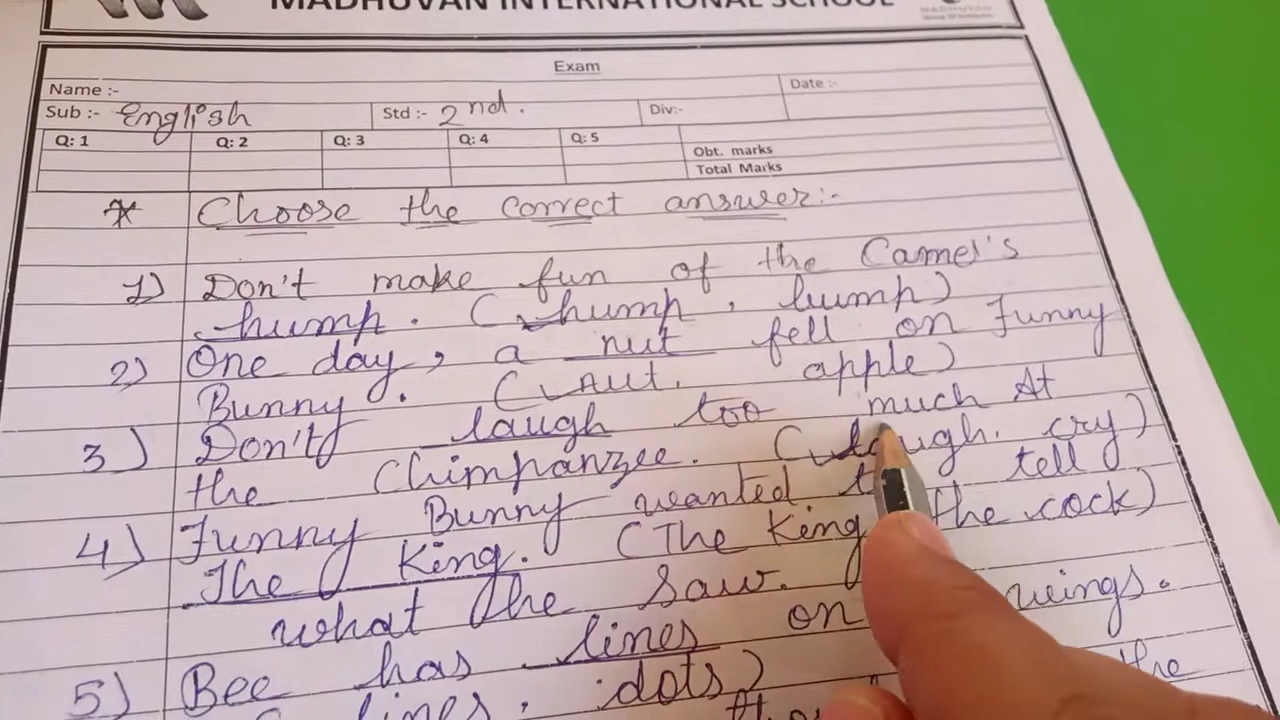 MADHUVAN INTERNATIONAL SCHOOL
Exam
Name :-
Date :-
Sub :- English
Std :- 2nd.
Div:-
Q: 1
Q: 2
Q: 3
Q: 4
Q: 5
Obt. marks
Total Marks
* Choose the correct answer:-
1) Don't make fun of the Camel's
hump. (hump, bump)
2) One day, a nut fell on Funny
Bunny. (nut, apple)
3) Don't laugh too much At
the Chimpanzee. (laugh. cry)
4) Funny Bunny wanted tell
The King. (The King the cock)
what the saw.
5) Bee has lines on wings.
lines. dots) the